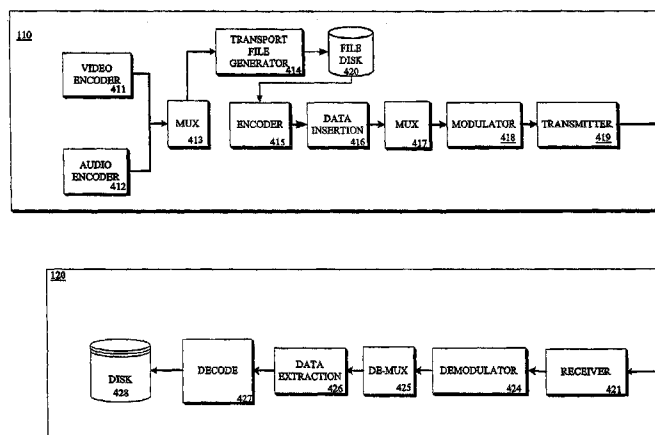 110
VIDEO
ENCODER
411
AUDIO
ENCODER
412
MUX
413
TRANSPORT
FILE
GENERATOR
414
FILE
DISK
420
ENCODER
415
DATA
INSERTION
416
MUX
417
MODULATOR
418
TRANSMITTER
419
120
DISK
428
DECODE
427
DATA
EXTRACTION
426
DE-MUX
425
DEMODULATOR
424
RECEIVER
421